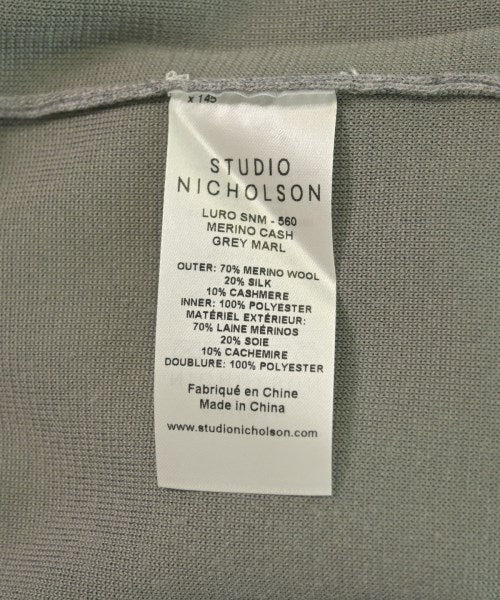 x 145
STUDIO
NICHOLSON
LURO SNM - 560
MERINO CASH
GREY MARL
OUTER: 70% MERINO WOOL
20% SILK
10% CASHMERE
INNER: 100% POLYESTER
MATÉRIEL EXTÉRIEUR:
70% LAINE MÉRINOS
20% SOIE
10% CACHEMIRE
DOUBLURE: 100% POLYESTER
Fabriqué en Chine
Made in China
www.studionicholson.com